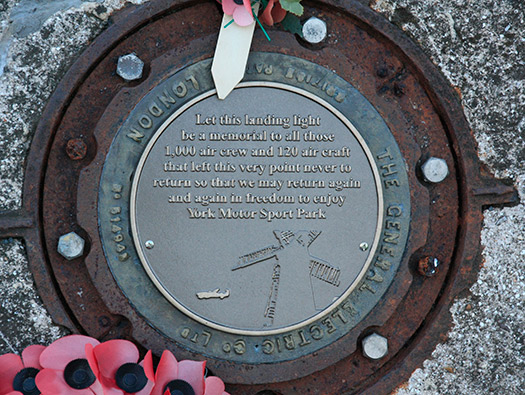 Let this landing light
be a memorial to all those
1,000 air crew and 120 air craft
that left this very point never to
return so that we may return again
and again in freedom to enjoy
York Motor Sport Park
THE GENERAL ELECTRIC CO LTD
LONDON